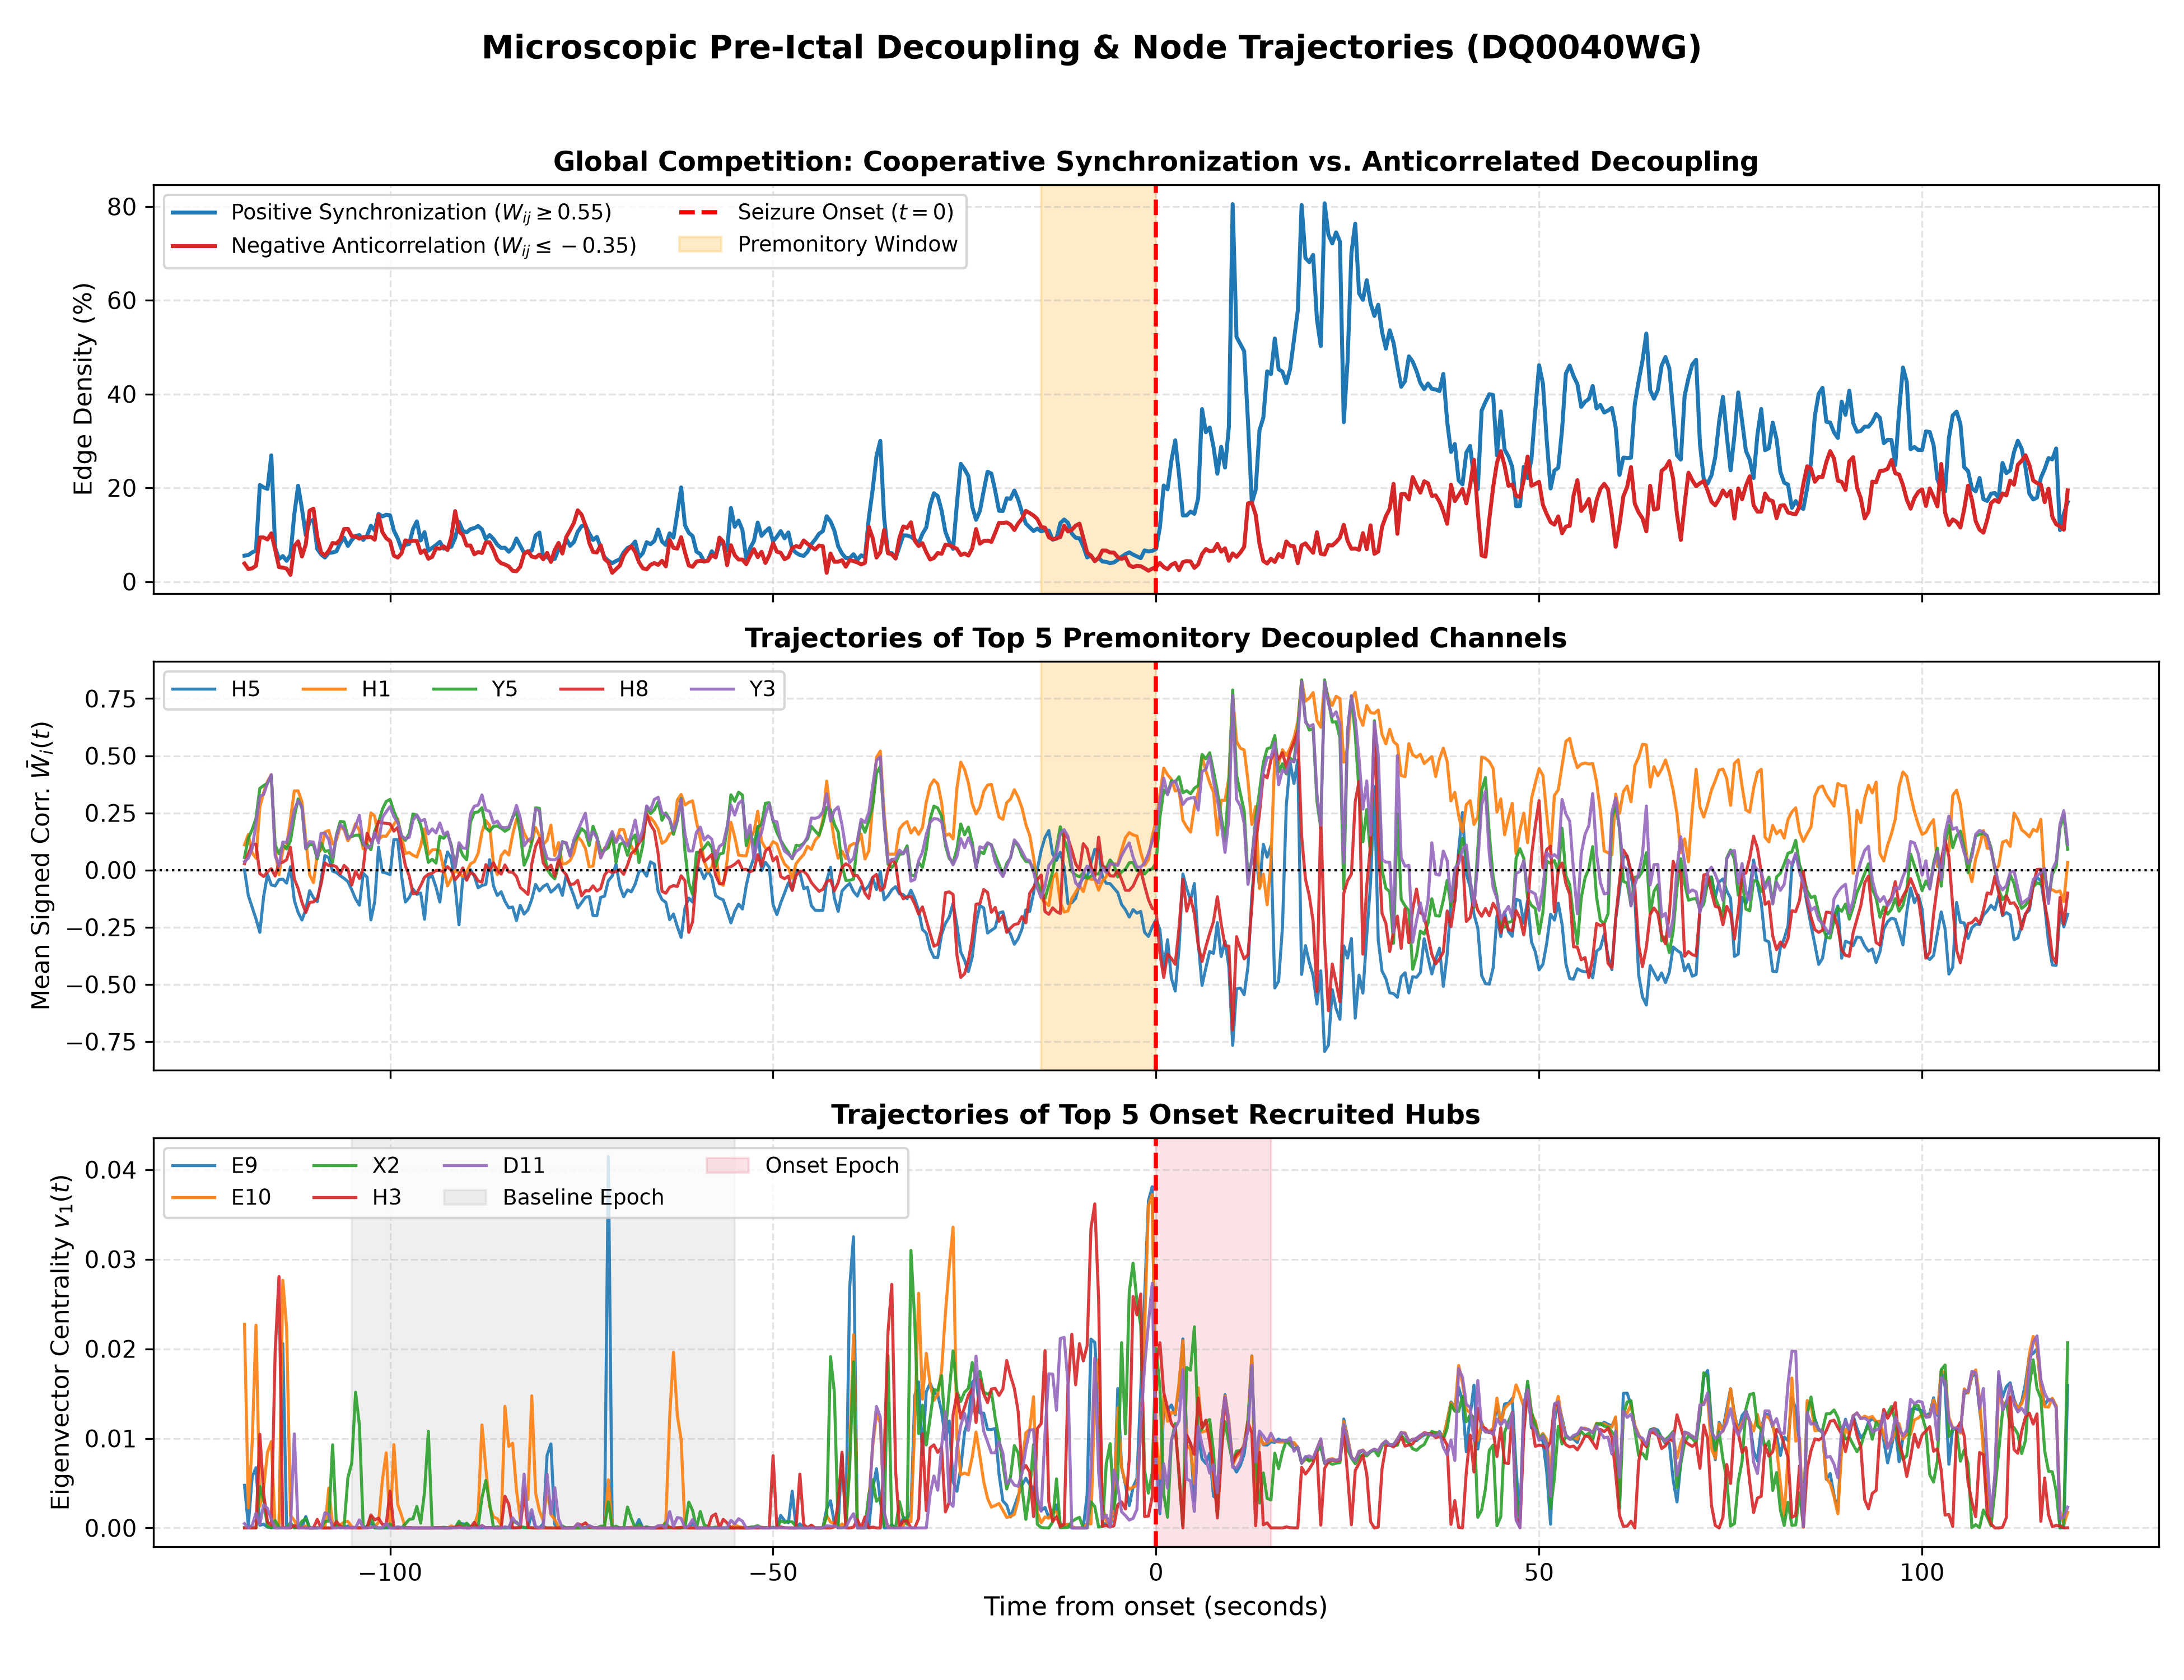 Microscopic Pre-Ictal Decoupling & Node Trajectories (DQ0040WG)
Global Competition: Cooperative Synchronization vs. Anticorrelated Decoupling
Positive Synchronization (W_ij ≥ 0.55)
Negative Anticorrelation (W_ij ≤ −0.35)
Seizure Onset (t = 0)
Premonitory Window
Edge Density (%)
80
60
40
20
0
Trajectories of Top 5 Premonitory Decoupled Channels
H5 H1 Y5 H8 Y3
Mean Signed Corr. W̄_i(t)
0.75
0.50
0.25
0.00
−0.25
−0.50
−0.75
Trajectories of Top 5 Onset Recruited Hubs
E9 X2 D11 Onset Epoch
E10 H3 Baseline Epoch
Eigenvector Centrality v_1(t)
0.04
0.03
0.02
0.01
0.00
−100 −50 0 50 100
Time from onset (seconds)